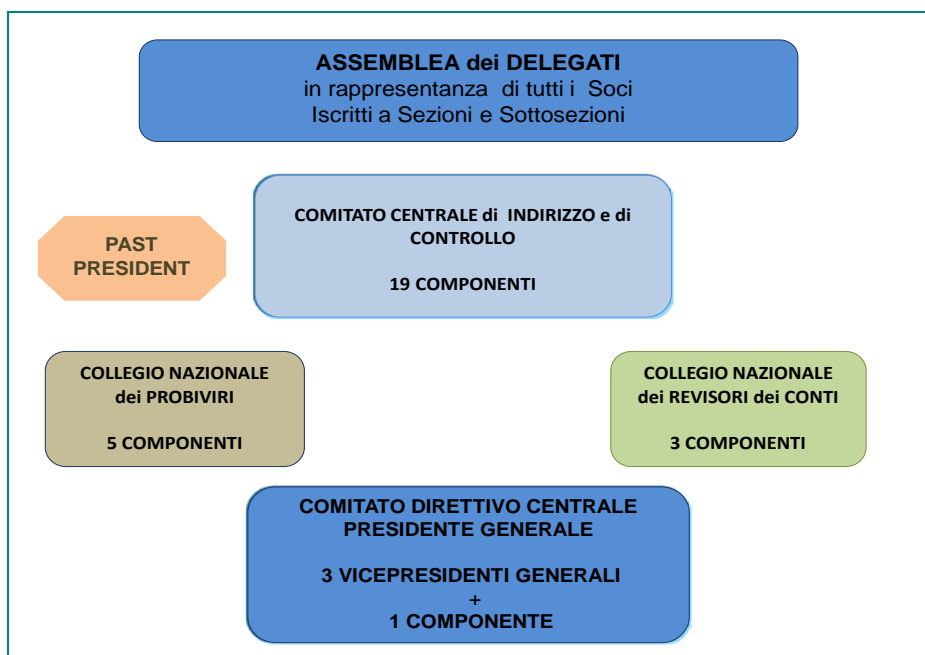 ASSEMBLEA dei DELEGATI
in rappresentanza di tutti i Soci
Iscritti a Sezioni e Sottosezioni
COMITATO CENTRALE di INDIRIZZO e di
CONTROLLO
19 COMPONENTI
PAST
PRESIDENT
COLLEGIO NAZIONALE
dei PROBIVIRI
5 COMPONENTI
COLLEGIO NAZIONALE
dei REVISORI dei CONTI
3 COMPONENTI
COMITATO DIRETTIVO CENTRALE
PRESIDENTE GENERALE
3 VICEPRESIDENTI GENERALI
+
1 COMPONENTE